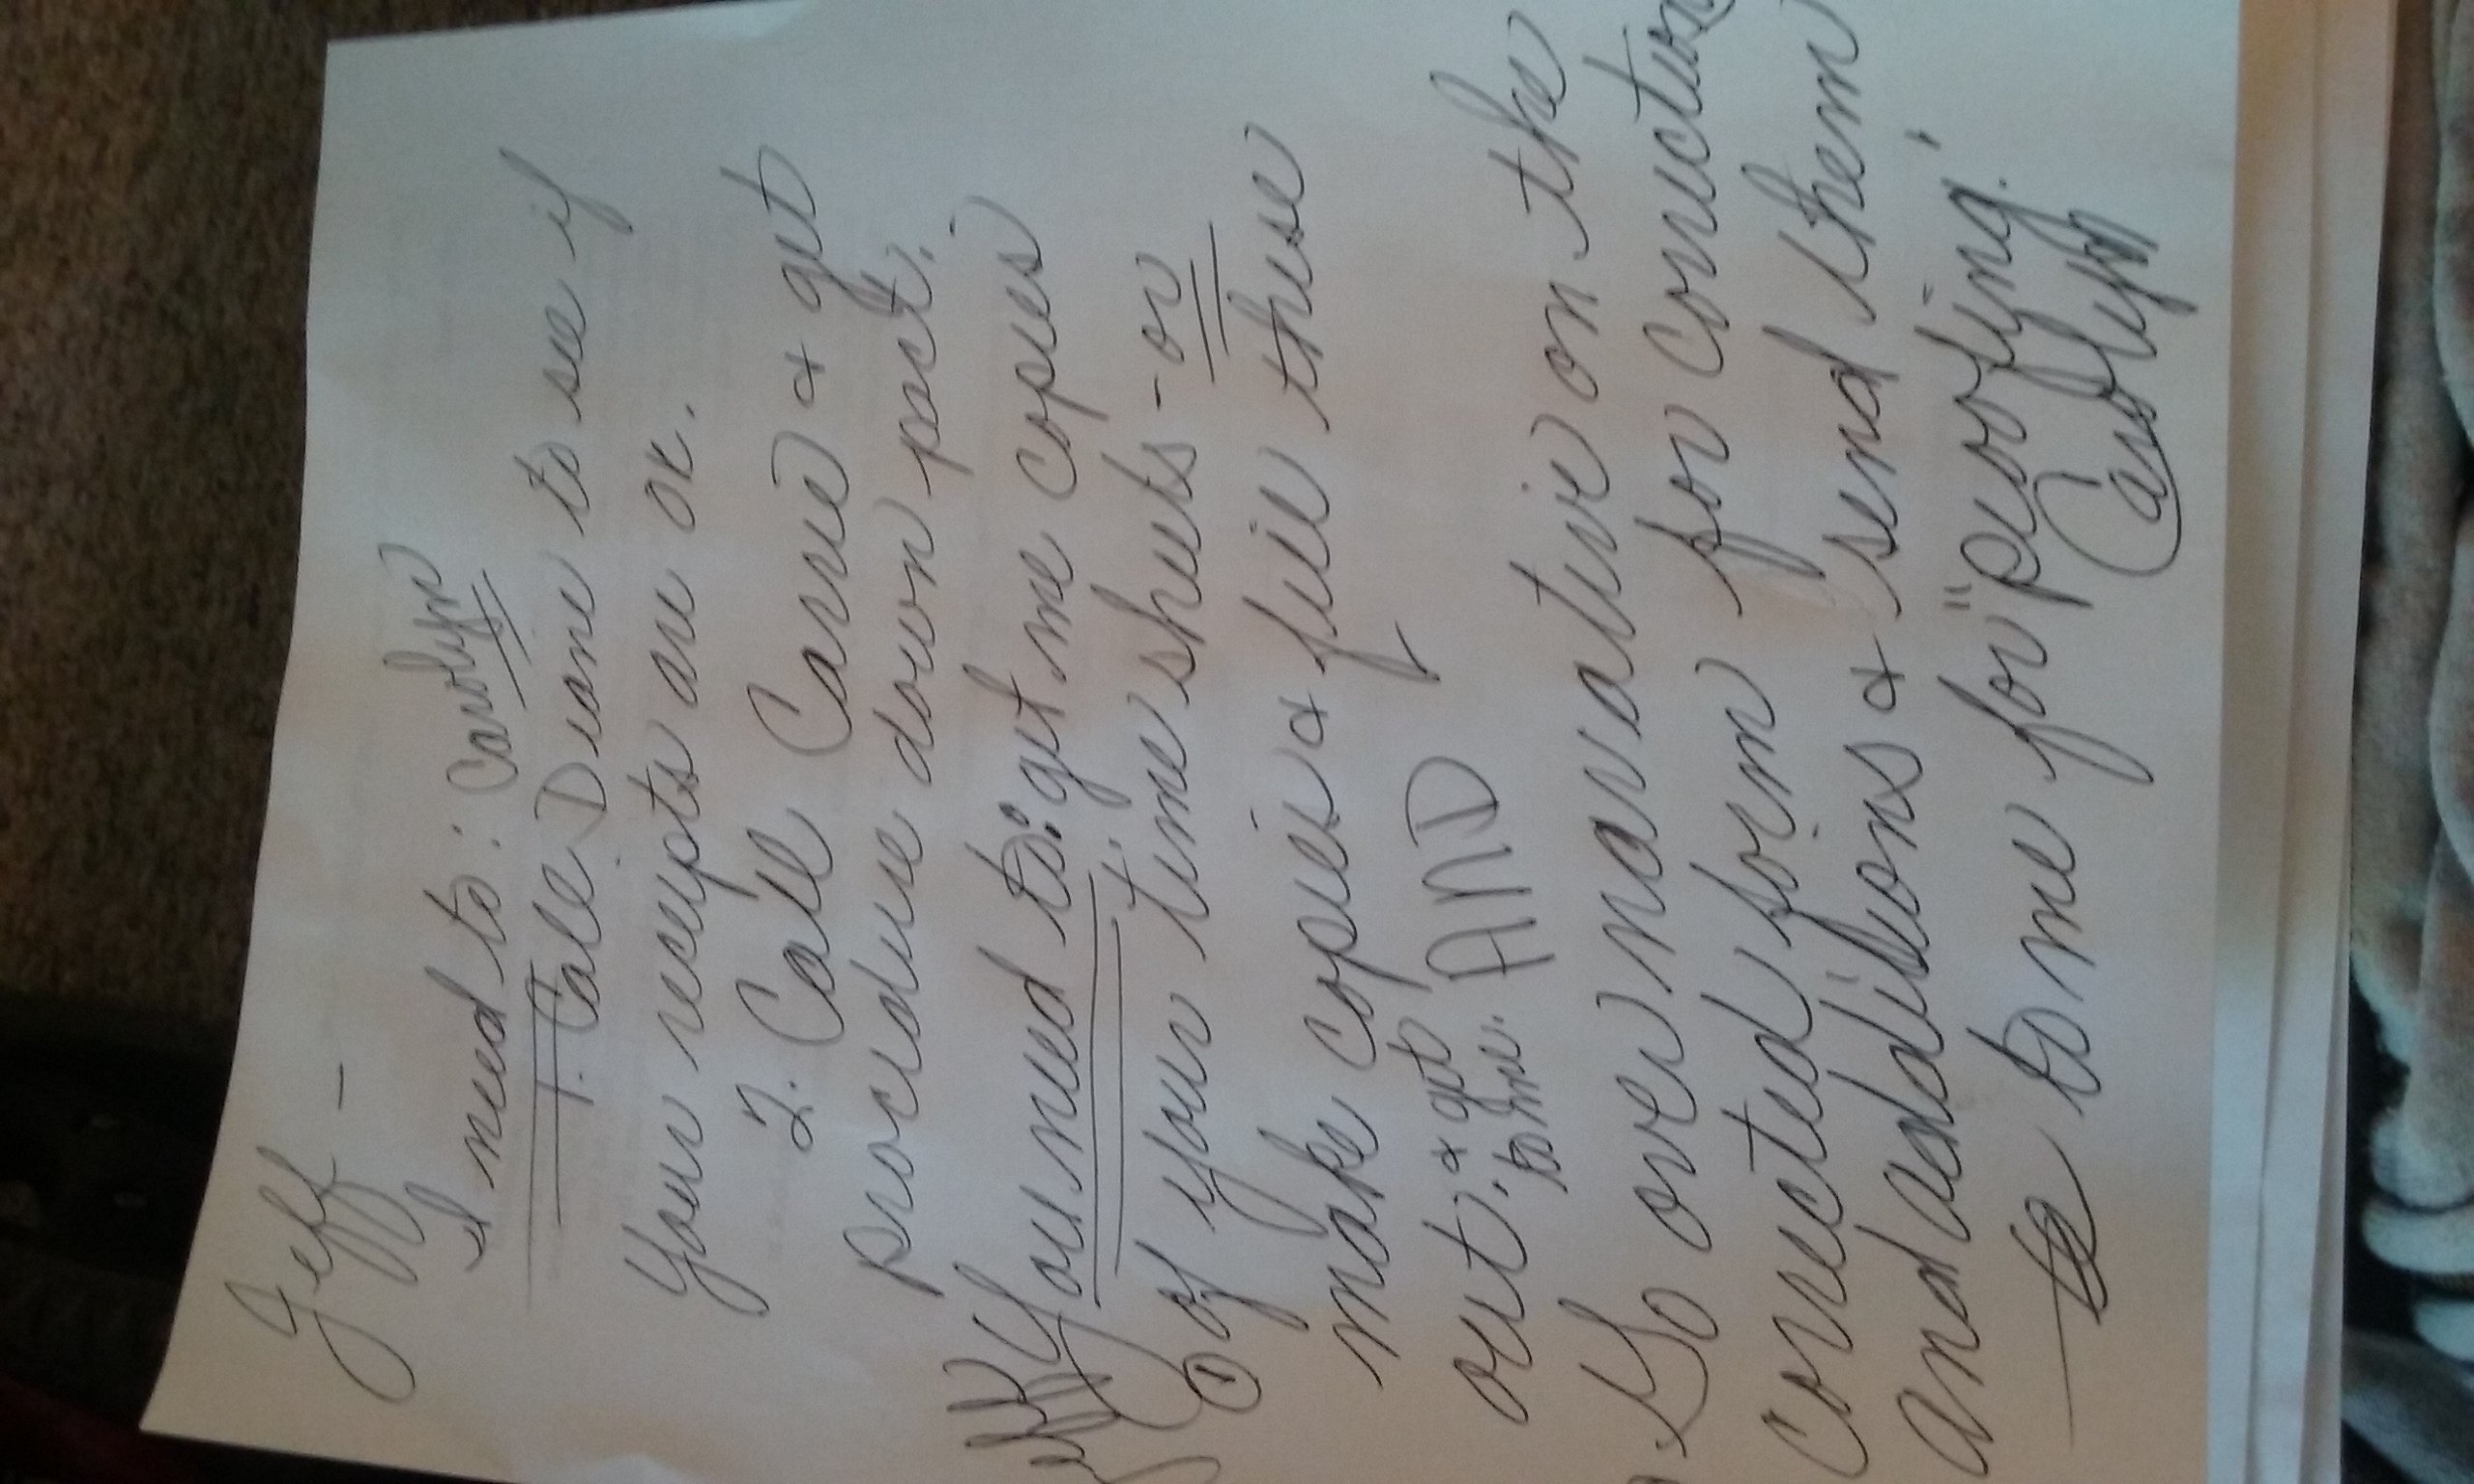 Jeff -
I need to: Carolyn
1. Call Diane to see if
your receipts are OK.
2. Call Carrie & get
procedure down pact.
Jeff You need to: get me copies
① of your time sheets - or
make copies & fill these
out. & get to me. AND
Go over narative on the
corrected form for corrections
and additions & send them
to me for "proofing."
Carolyn